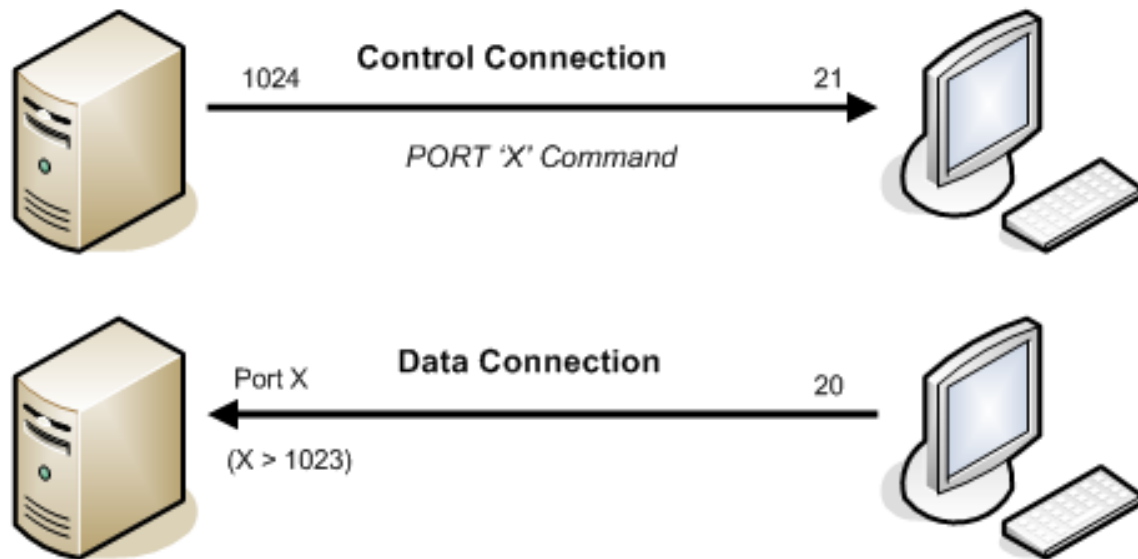 Control Connection
1024
21
PORT ‘X’ Command
Data Connection
Port X
20
(X > 1023)